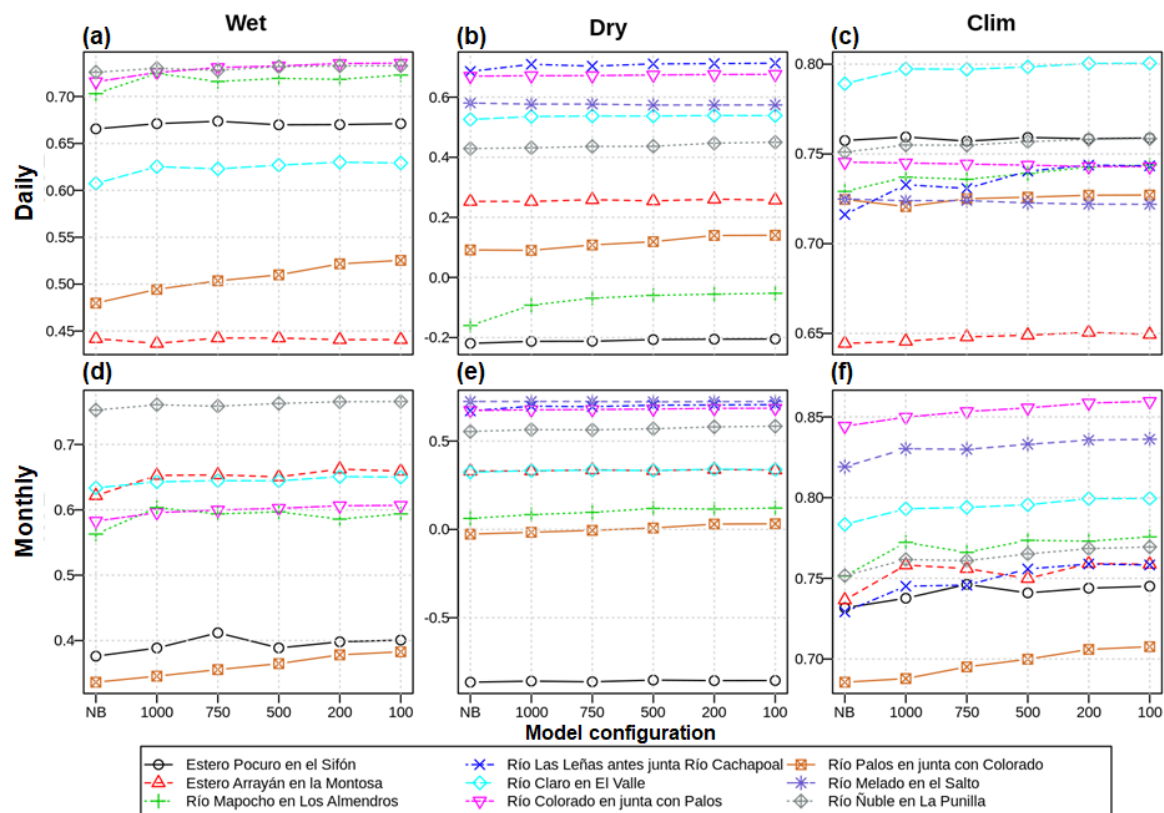 Wet
Dry
Clim
(a)
(b)
(c)
Daily
0.70
0.65
0.60
0.55
0.50
0.45
0.6
0.4
0.2
0.0
-0.2
0.80
0.75
0.70
0.65
(d)
(e)
(f)
Monthly
0.7
0.6
0.5
0.4
0.5
0.0
-0.5
0.85
0.80
0.75
0.70
NB 1000 750 500 200 100
NB 1000 750 500 200 100
NB 1000 750 500 200 100
Model configuration
Estero Pocuro en el Sifón
Estero Arrayán en la Montosa
Río Mapocho en Los Almendros
Río Las Leñas antes junta Río Cachapoal
Río Claro en El Valle
Río Colorado en junta con Palos
Río Palos en junta con Colorado
Río Melado en el Salto
Río Ñuble en La Punilla